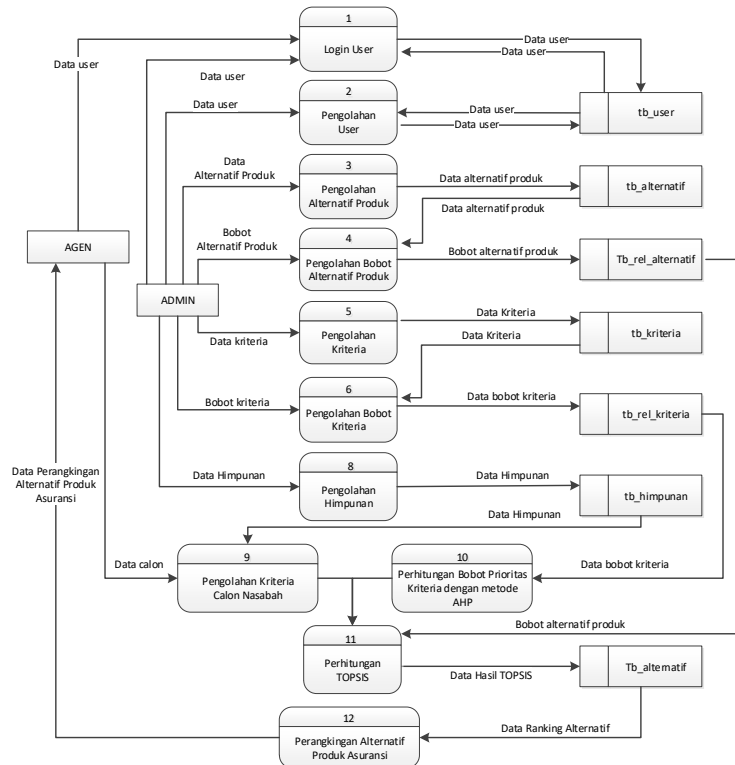 1
Login User
Data user
Data user
Data user
Data user
2
Pengolahan
User
Data user
Data user
Data user
tb_user
3
Pengolahan
Alternatif Produk
Data
Alternatif Produk
Data alternatif produk
Data alternatif produk
tb_alternatif
4
Pengolahan Bobot
Alternatif Produk
Bobot
Alternatif Produk
Bobot alternatif produk
Tb_rel_alternatif
AGEN
ADMIN
5
Pengolahan
Kriteria
Data kriteria
Data Kriteria
Data Kriteria
tb_kriteria
6
Pengolahan Bobot
Kriteria
Bobot kriteria
Data bobot kriteria
tb_rel_kriteria
Data Perangkingan
Alternatif Produk
Asuransi
8
Pengolahan
Himpunan
Data Himpunan
Data Himpunan
tb_himpunan
Data Himpunan
Data calon
9
Pengolahan Kriteria
Calon Nasabah
10
Perhitungan Bobot Prioritas
Kriteria dengan metode
AHP
Data bobot kriteria
Bobot alternatif produk
11
Perhitungan
TOPSIS
Data Hasil TOPSIS
Tb_alternatif
12
Perangkingan Alternatif
Produk Asuransi
Data Ranking Alternatif